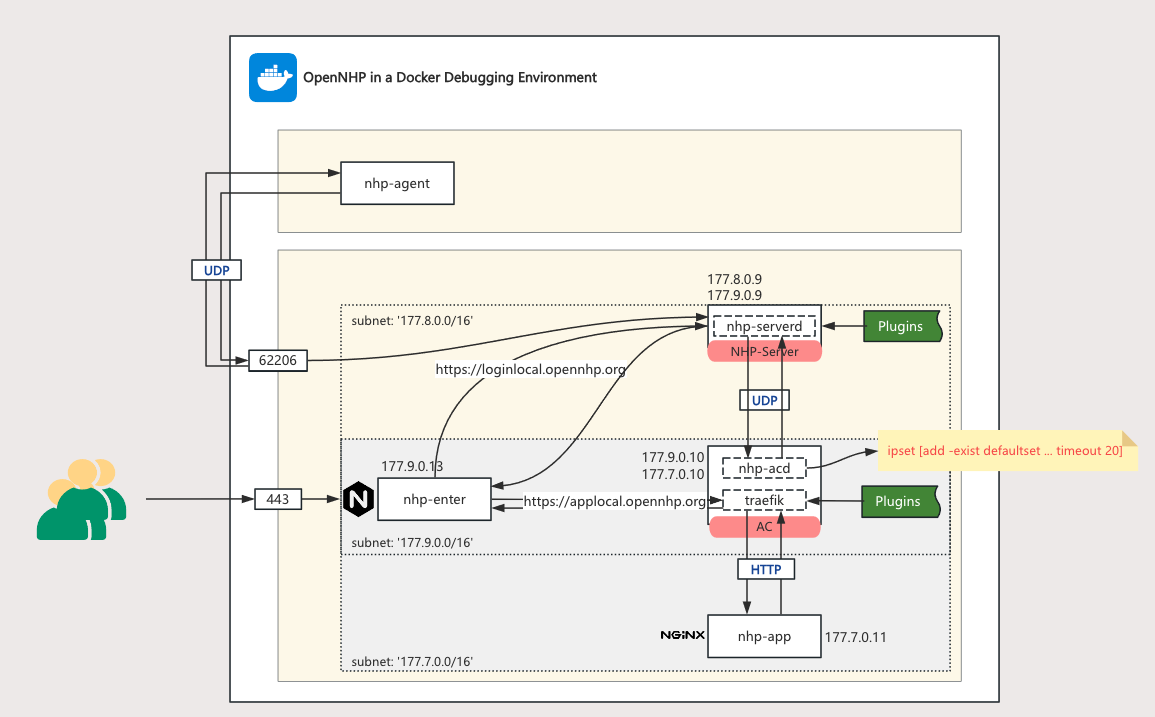 OpenNHP in a Docker Debugging Environment
nhp-agent
UDP
177.8.0.9
177.9.0.9
subnet: '177.8.0.0/16'
nhp-serverd
Plugins
NHP-Server
62206
https://loginlocal.opennhp.org
UDP
177.9.0.13
177.9.0.10
177.7.0.10
nhp-acd
ipset [add -exist defaultset ... timeout 20]
443
N
nhp-enter
https://applocal.opennhp.org
traefik
Plugins
AC
subnet: '177.9.0.0/16'
HTTP
NGINX
nhp-app
177.7.0.11
subnet: '177.7.0.0/16'